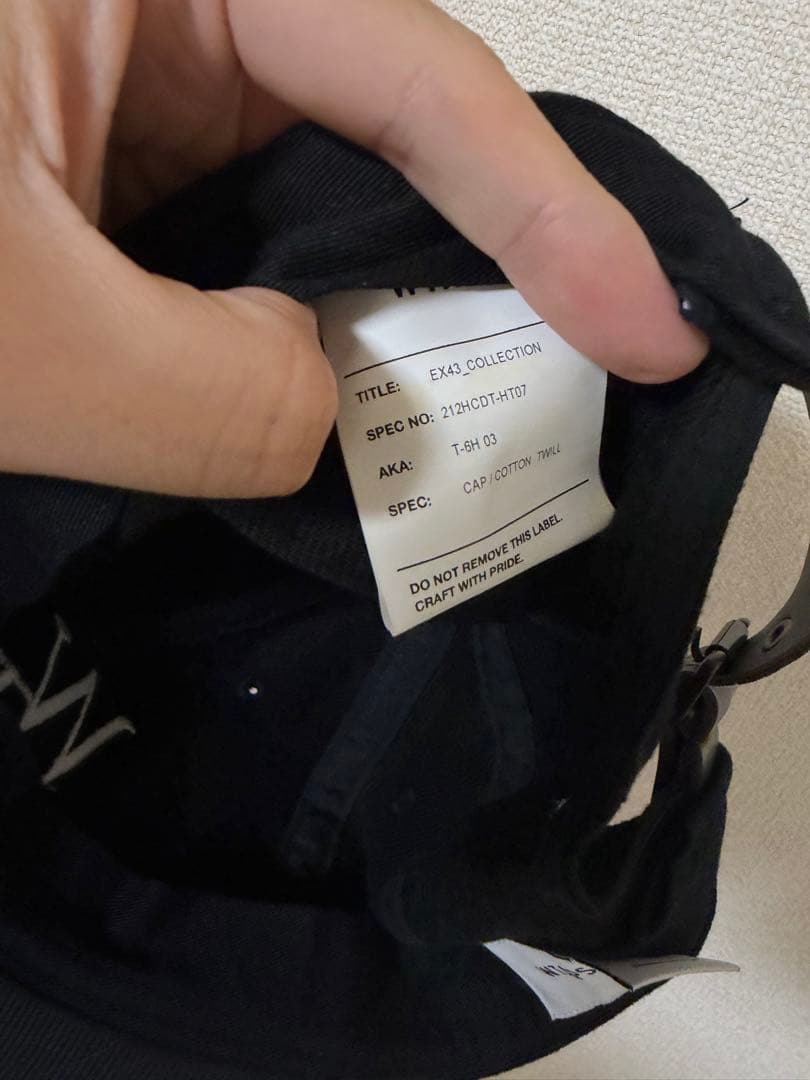 TITLE: EX43_COLLECTION
SPEC NO: 212HCDT-HT07
AKA: T-6H 03
SPEC: CAP / COTTON TWILL
DO NOT REMOVE THIS LABEL.
CRAFT WITH PRIDE.
W